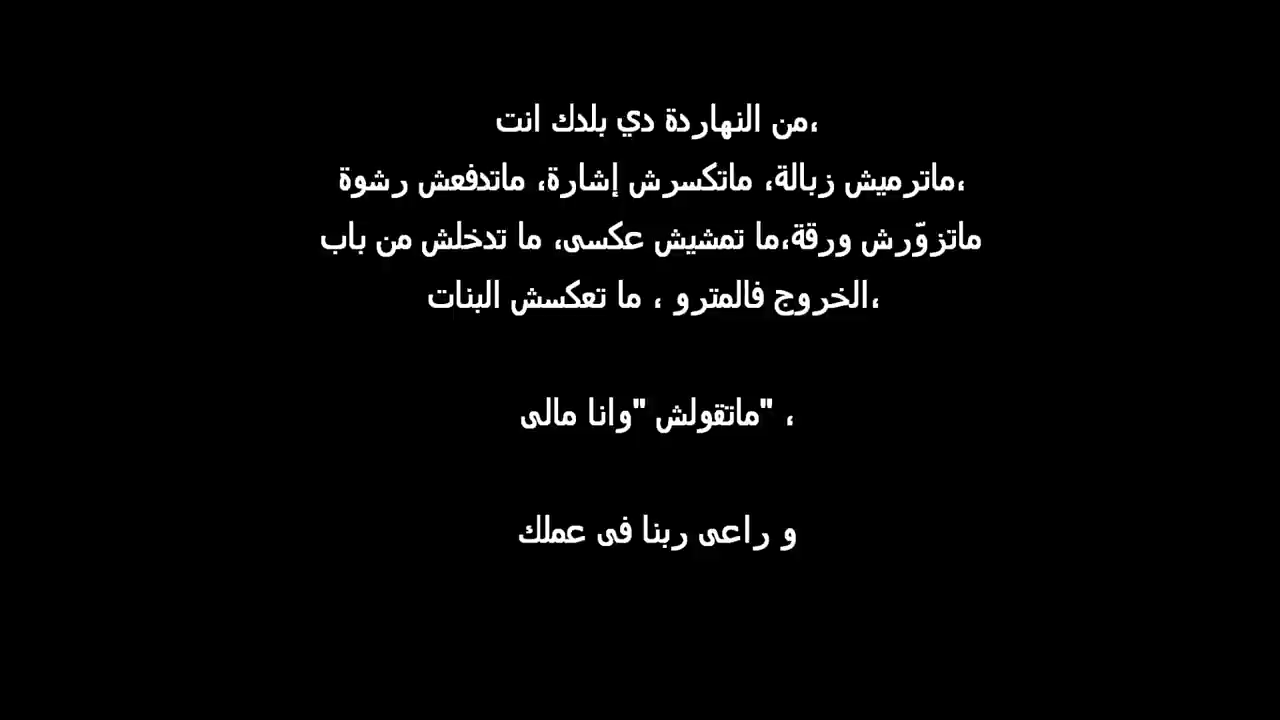 من النهاردة دي بلدك انت،
ماترميش زبالة، ماتكسرش إشارة، ماتدفعش رشوة،
ماتزوّرش ورقة،ما تمشيش عكسى، ما تدخلش من باب
الخروج فالمترو ، ما تعكسش البنات،
ماتقولش "وانا مالى" ،
و راعى ربنا فى عملك